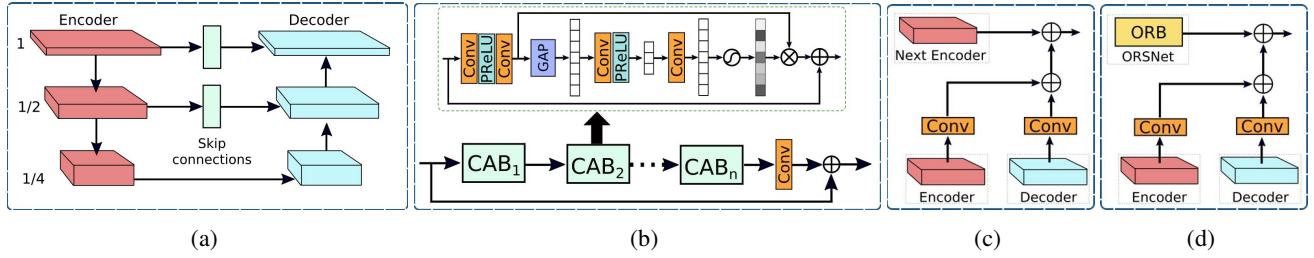 Encoder
Decoder
1
1/2
Skip
connections
1/4
(a)
Conv
PReLU
Conv
GAP
Conv
PReLU
Conv
CAB1
CAB2
CABn
Conv
(b)
Next Encoder
Conv
Conv
Encoder
Decoder
(c)
ORB
ORSNet
Conv
Conv
Encoder
Decoder
(d)